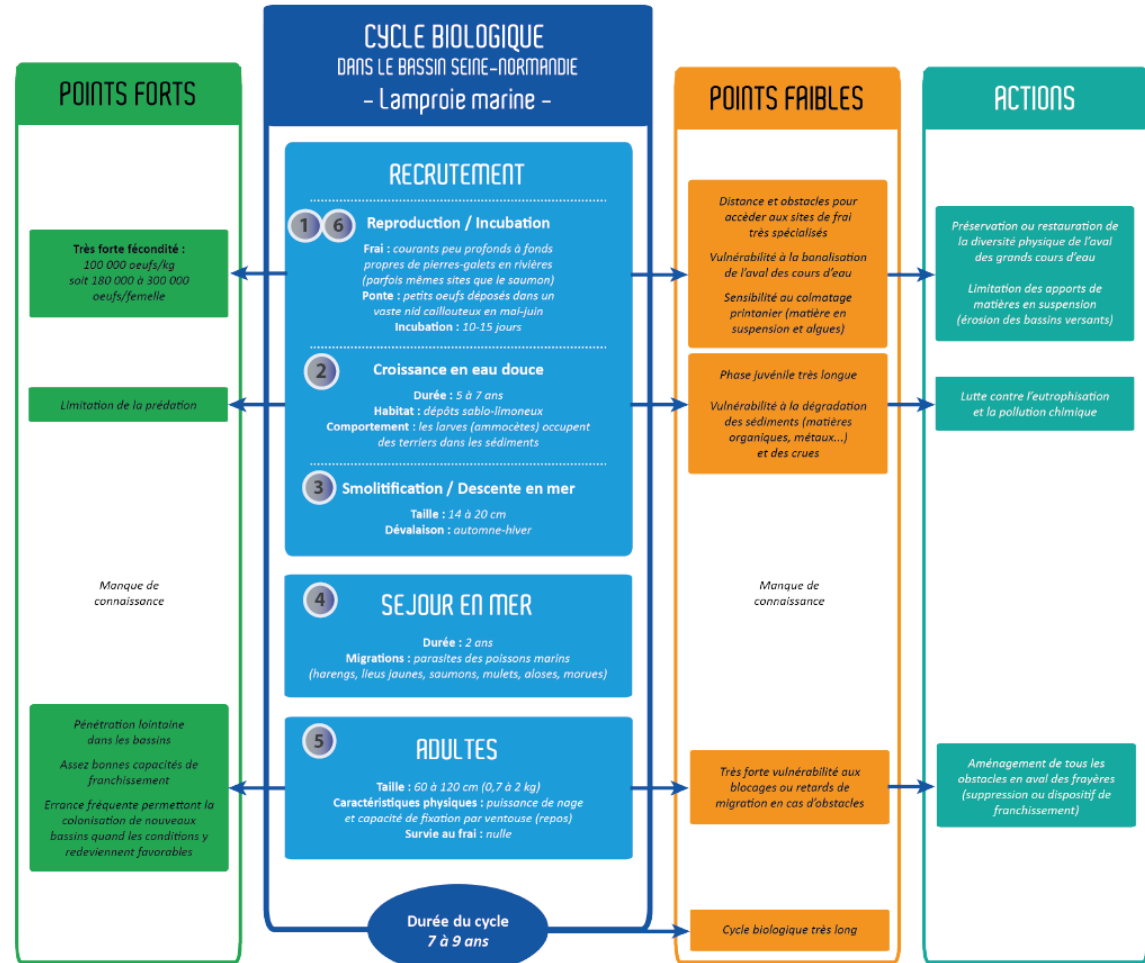 CYCLE BIOLOGIQUE
DANS LE BASSIN SEINE-NORMANDIE
- Lamproie marine -
POINTS FORTS
Très forte fécondité :
100 000 oeufs/kg
soit 180 000 à 300 000
oeufs/femelle
Limitation de la prédation
Manque de
connaissance
Pénétration lointaine
dans les bassins
Assez bonnes capacités de
franchissement
Errance fréquente permettant la
colonisation de nouveaux
bassins quand les conditions y
redeviennent favorables
RECRUTEMENT
1 6 Reproduction / Incubation
Frai : courants peu profonds à fonds
propres de pierres-galets en rivières
(parfois mêmes sites que le saumon)
Ponte : petits oeufs déposés dans un
vaste nid caillouteux en mai-juin
Incubation : 10-15 jours
2 Croissance en eau douce
Durée : 5 à 7 ans
Habitat : dépôts sablo-limoneux
Comportement : les larves (ammocètes) occupent
des terriers dans les sédiments
3 Smolitification / Descente en mer
Taille : 14 à 20 cm
Dévalaison : automne-hiver
4 SEJOUR EN MER
Durée : 2 ans
Migrations : parasites des poissons marins
(harengs, lieus jaunes, saumons, mulets, aloses, morues)
5 ADULTES
Taille : 60 à 120 cm (0,7 à 2 kg)
Caractéristiques physiques : puissance de nage
et capacité de fixation par ventouse (repos)
Survie au frai : nulle
Durée du cycle
7 à 9 ans
POINTS FAIBLES
Distance et obstacles pour
accèder aux sites de frai
très spécialisés
Vulnérabilité à la banalisation
de l'aval des cours d'eau
Sensibilité au colmatage
printanier (matière en
suspension et algues)
Phase juvénile très longue
Vulnérabilité à la dégradation
des sédiments (matières
organiques, métaux...)
et des crues
Manque de
connaissance
Très forte vulnérabilité aux
blocages ou retards de
migration en cas d'obstacles
Cycle biologique très long
ACTIONS
Préservation ou restauration de
la diversité physique de l'aval
des grands cours d'eau
Limitation des apports de
matières en suspension
(érosion des bassins versants)
Lutte contre l'eutrophisation
et la pollution chimique
Aménagement de tous les
obstacles en aval des frayères
(suppression ou dispositif de
franchissement)